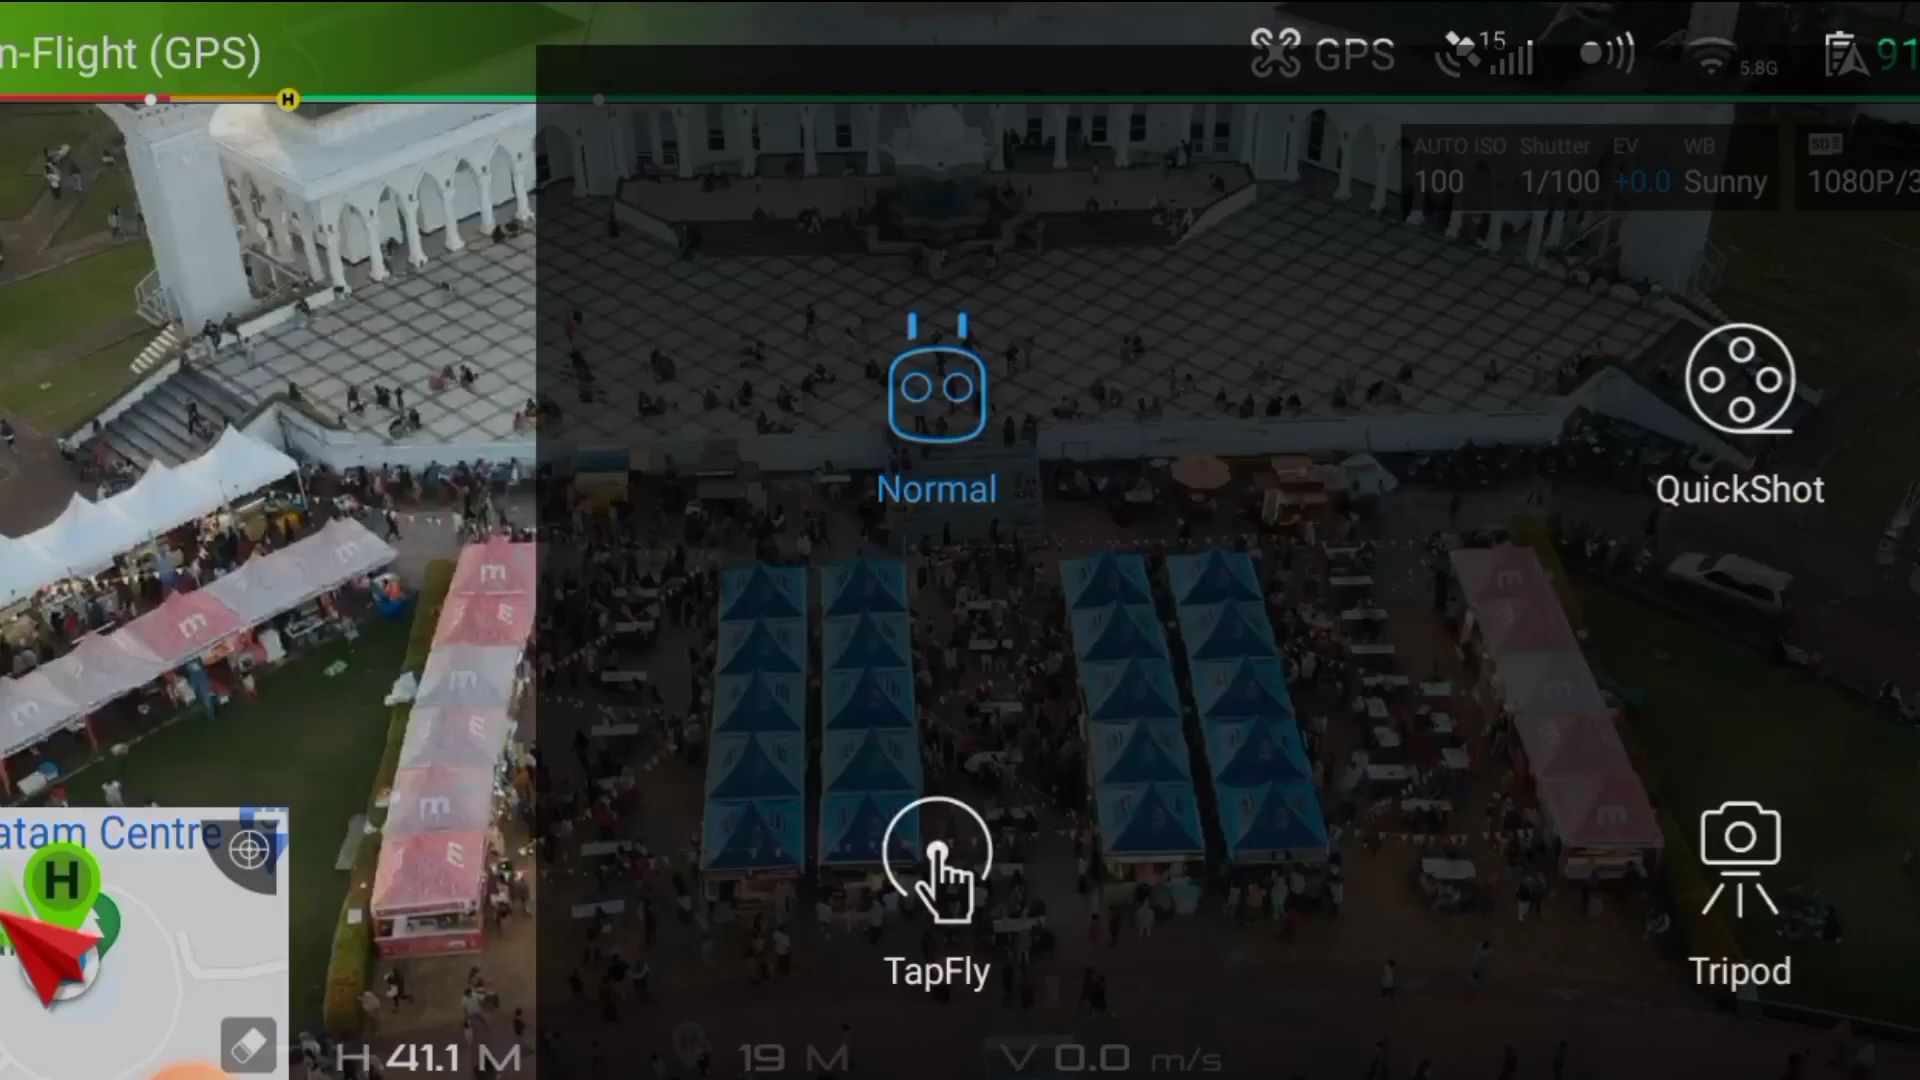 n-Flight (GPS)
GPS
15
5.8G
91
H
AUTO ISO Shutter EV WB
SD
100 1/100 +0.0 Sunny 1080P/3
Normal
QuickShot
m
m
m
m
m
m
m
m
TapFly
Tripod
atam Centre
H
H 41.1 M 19 M V 0.0 m/s